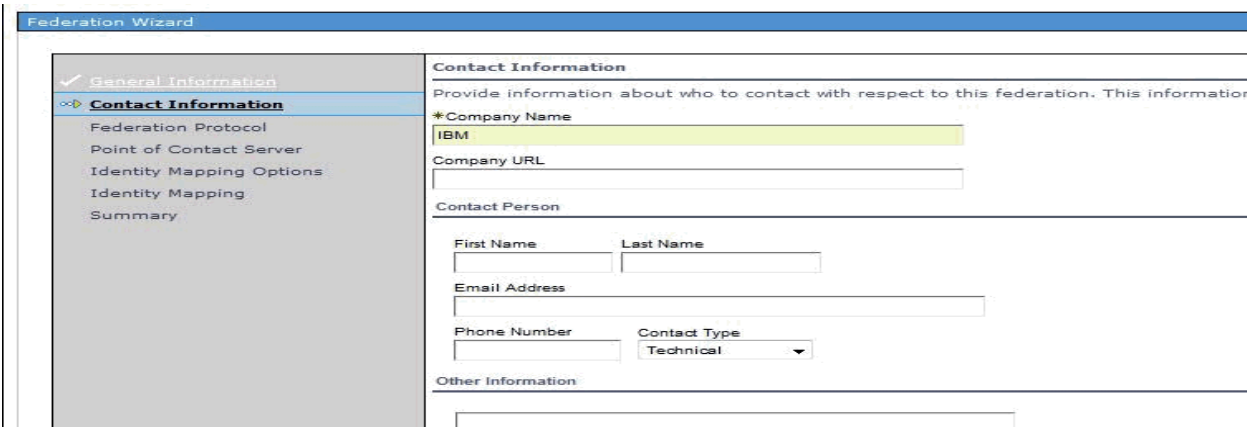 Federation Wizard
General Information
Contact Information
Federation Protocol
Point of Contact Server
Identity Mapping Options
Identity Mapping
Summary
Contact Information
Provide information about who to contact with respect to this federation. This information
*Company Name
IBM
Company URL
Contact Person
First Name Last Name
Email Address
Phone Number Contact Type
Technical
Other Information